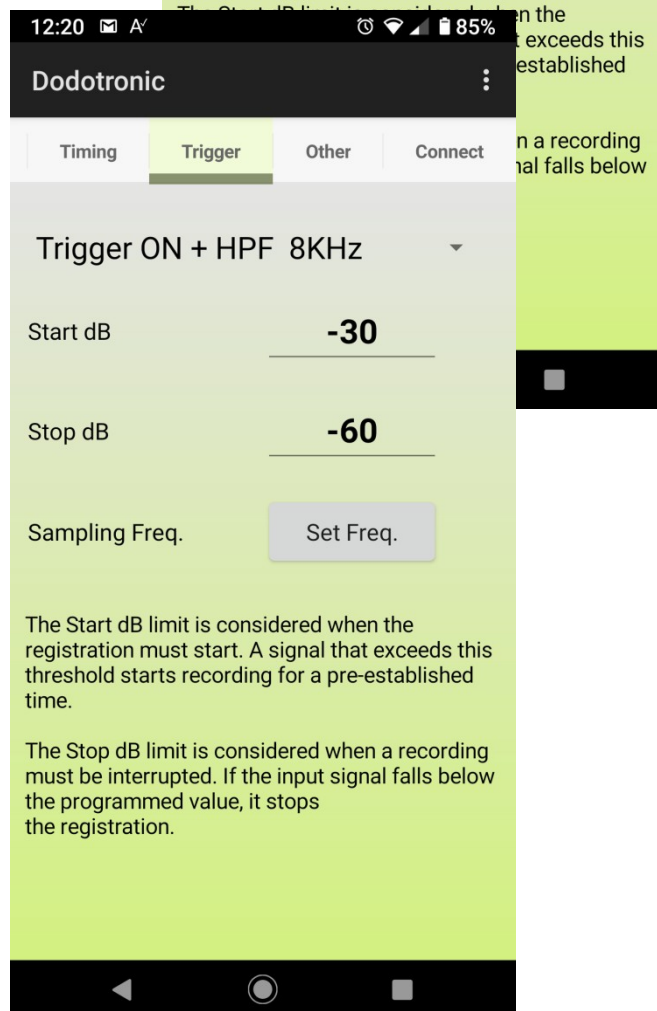 12:20 85%
Dodotronic
Timing Trigger Other Connect
Trigger ON + HPF 8KHz
Start dB -30
Stop dB -60
Sampling Freq. Set Freq.
The Start dB limit is considered when the
registration must start. A signal that exceeds this
threshold starts recording for a pre-established
time.
The Stop dB limit is considered when a recording
must be interrupted. If the input signal falls below
the programmed value, it stops
the registration.
en the
t exceeds this
established
n a recording
nal falls below